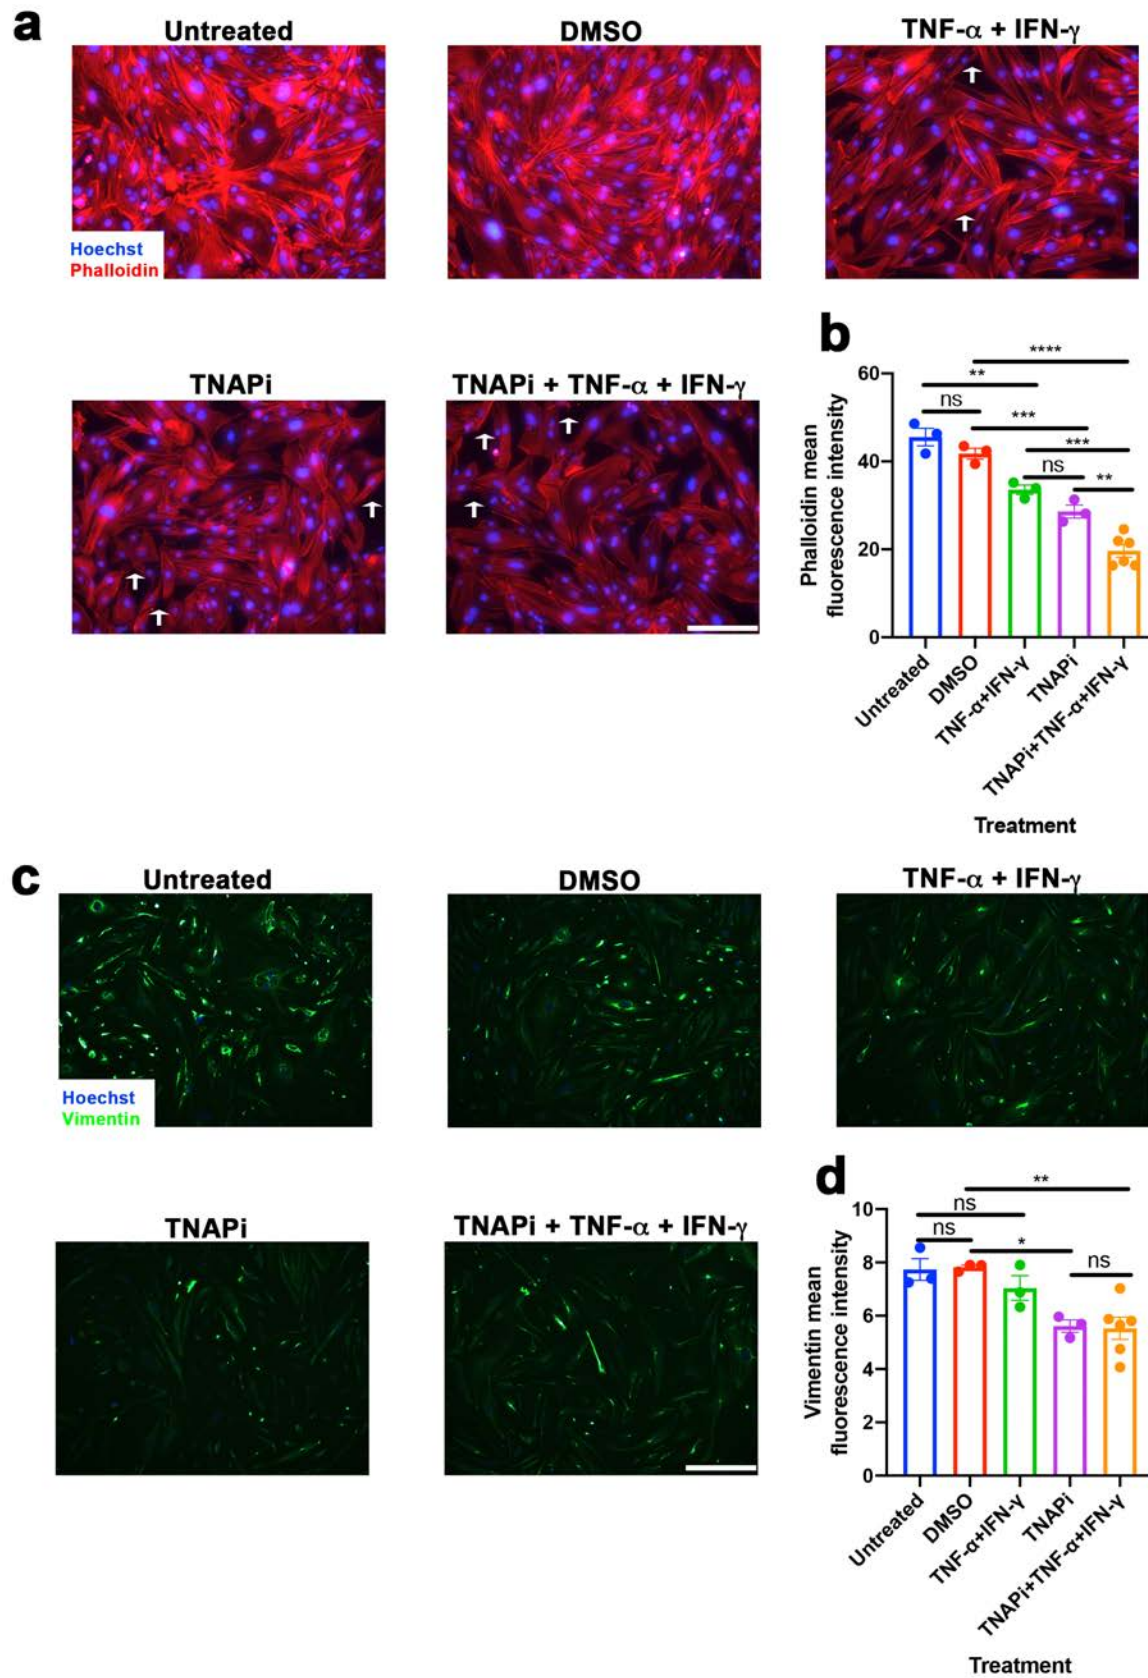 a
Untreated
DMSO
TNF-α + IFN-γ
Hoechst
Phalloidin
TNAPi
TNAPi + TNF-α + IFN-γ
b
Phalloidin mean
fluorescence intensity
60
40
20
0
****
**
ns
***
***
ns
**
Untreated
DMSO
TNF-α+IFN-γ
TNAPi
TNAPi+TNF-α+IFN-γ
Treatment
c
Untreated
DMSO
TNF-α + IFN-γ
Hoechst
Vimentin
TNAPi
TNAPi + TNF-α + IFN-γ
d
Vimentin mean
fluorescence intensity
10
8
6
4
2
0
**
ns
ns
*
ns
Untreated
DMSO
TNF-α+IFN-γ
TNAPi
TNAPi+TNF-α+IFN-γ
Treatment